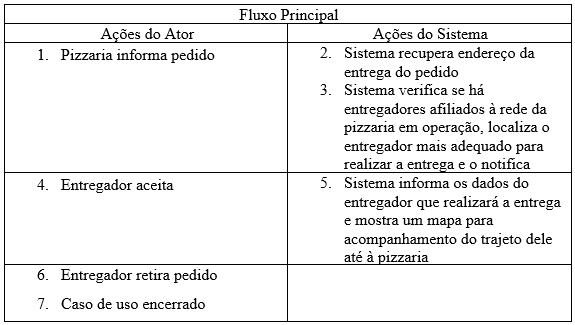 Fluxo Principal
Ações do Ator
Ações do Sistema
1. Pizzaria informa pedido
2. Sistema recupera endereço da
entrega do pedido
3. Sistema verifica se há
entregadores afiliados à rede da
pizzaria em operação, localiza o
entregador mais adequado para
realizar a entrega e o notifica
4. Entregador aceita
5. Sistema informa os dados do
entregador que realizará a entrega
e mostra um mapa para
acompanhamento do trajeto dele
até à pizzaria
6. Entregador retira pedido
7. Caso de uso encerrado